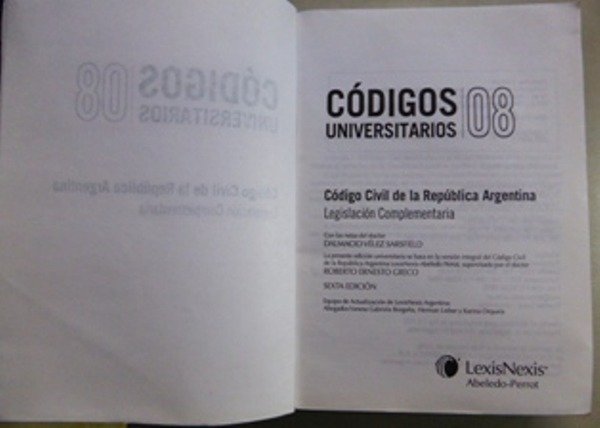 CÓDIGOS
UNIVERSITARIOS
08
Código Civil de la República Argentina
Legislación Complementaria
Con las notas del doctor
DALMACIO VÉLEZ SARSFIELD
La presente edición universitaria se basa en la versión integral del Código Civil
de la República Argentina LexisNexis Abeledo-Perrot, supervisada por el doctor
ROBERTO ERNESTO GRECO
SEXTA EDICIÓN
Equipo de Actualización de LexisNexis Argentina:
Abogados Gabriela
LexisNexis®
Abeledo-Perrot